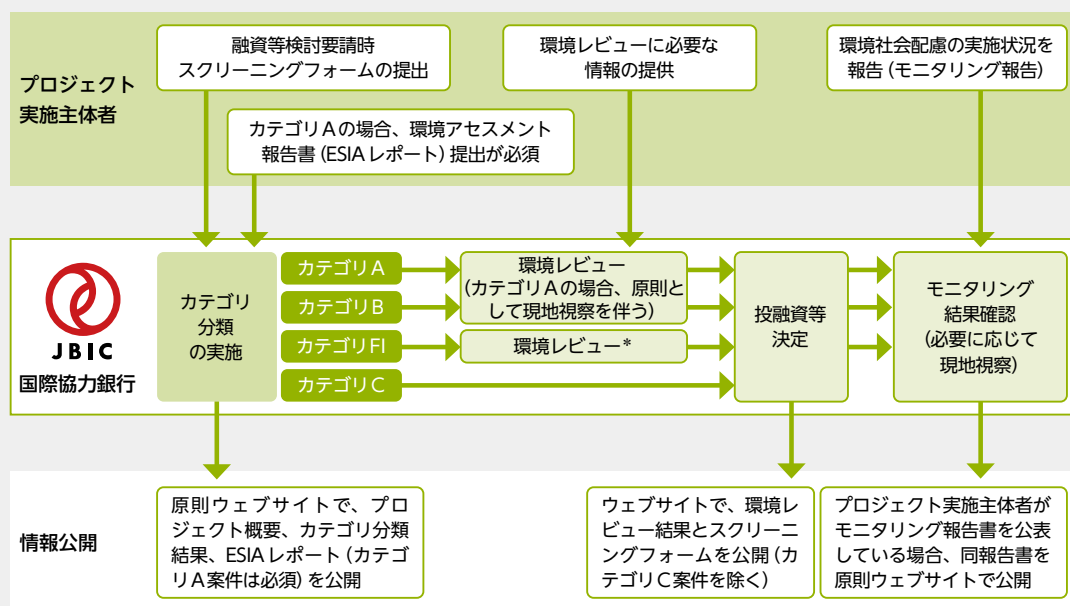 融資等検討要請時
スクリーニングフォームの提出
環境レビューに必要な
情報の提供
環境社会配慮の実施状況を
報告(モニタリング報告)
プロジェクト
実施主体者
カテゴリAの場合、環境アセスメント
報告書(ESIAレポート)提出が必須
JBIC
国際協力銀行
カテゴリ
分類
の実施
カテゴリA
カテゴリB
カテゴリFI
カテゴリC
環境レビュー
(カテゴリAの場合、原則と
して現地視察を伴う)
環境レビュー*
投融資等
決定
モニタリング
結果確認
(必要に応じて
現地視察)
情報公開
原則ウェブサイトで、プロ
ジェクト概要、カテゴリ分類
結果、ESIAレポート(カテゴ
リA案件は必須)を公開
ウェブサイトで、環境レ
ビュー結果とスクリーニ
ングフォームを公開(カ
テゴリC案件を除く)
プロジェクト実施主体者が
モニタリング報告書を公表
している場合、同報告書を
原則ウェブサイトで公開